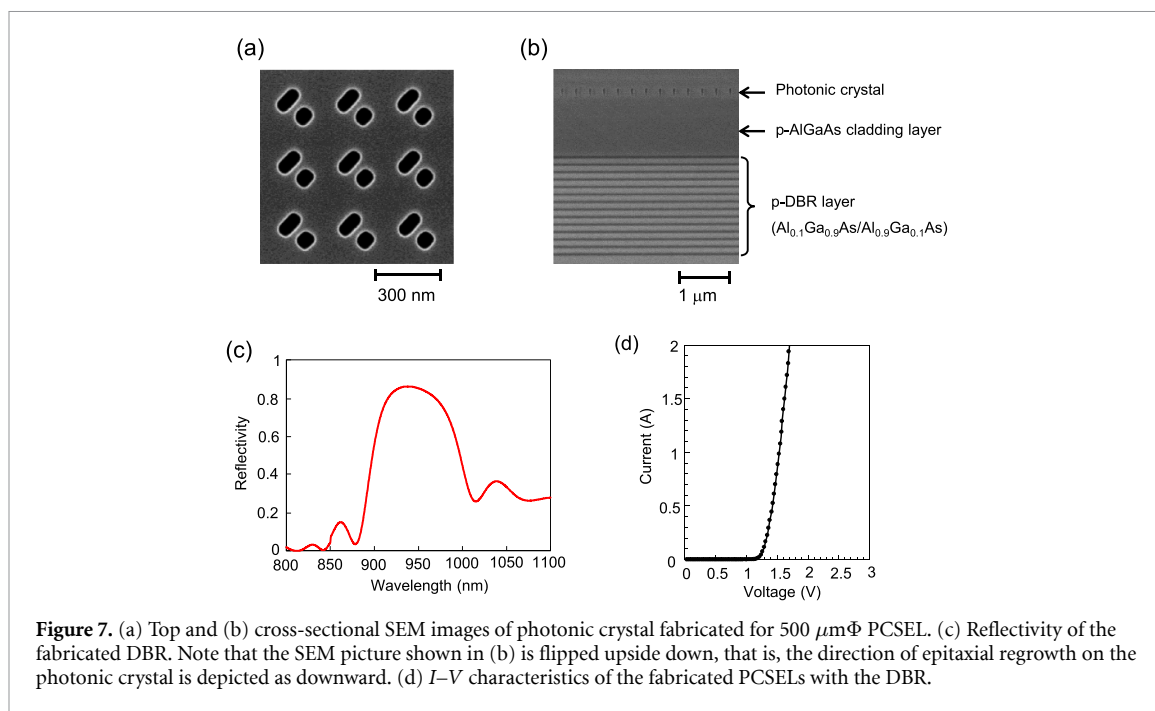 (a)
(b)
Photonic crystal
p-AlGaAs cladding layer
p-DBR layer
(Al₀.₁Ga₀.₉As/Al₀.₉Ga₀.₁As)
300 nm
1 μm
(c)
1
0.8
0.6
0.4
0.2
0
800 850 900 950 1000 1050 1100
Reflectivity
Wavelength (nm)
(d)
2
1.5
1
0.5
0
0 0.5 1 1.5 2 2.5 3
Current (A)
Voltage (V)
Figure 7. (a) Top and (b) cross-sectional SEM images of photonic crystal fabricated for 500 μmΦ PCSEL. (c) Reflectivity of the
fabricated DBR. Note that the SEM picture shown in (b) is flipped upside down, that is, the direction of epitaxial regrowth on the
photonic crystal is depicted as downward. (d) I–V characteristics of the fabricated PCSELs with the DBR.